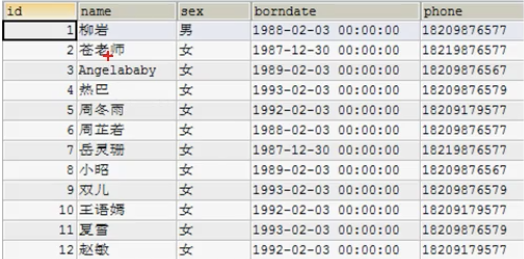 id name sex borndate phone
1 柳岩 男 1988-02-03 00:00:00 18209876577
2 苍老师 女 1987-12-30 00:00:00 18219876577
3 Angelababy 女 1989-02-03 00:00:00 18209876567
4 热巴 女 1993-02-03 00:00:00 18209876579
5 周冬雨 女 1992-02-03 00:00:00 18209179577
6 周芷若 女 1988-02-03 00:00:00 18209876577
7 岳灵珊 女 1987-12-30 00:00:00 18219876577
8 小昭 女 1989-02-03 00:00:00 18209876567
9 双儿 女 1993-02-03 00:00:00 18209876579
10 王语嫣 女 1992-02-03 00:00:00 18209179577
11 夏雪 女 1993-02-03 00:00:00 18209876579
12 赵敏 女 1992-02-03 00:00:00 18209179577